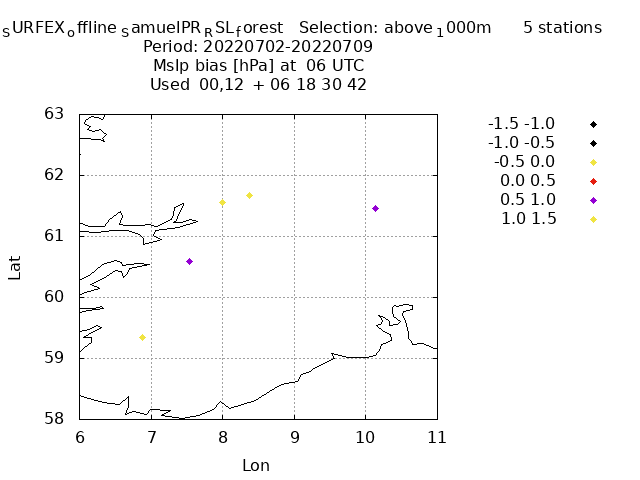 SURFEXoffline SamuelPRRSLforest Selection: above1000m 5 stations
Period: 20220702-20220709
Mslp bias [hPa] at 06 UTC
Used 00,12 + 06 18 30 42
-1.5 -1.0
-1.0 -0.5
-0.5 0.0
0.0 0.5
0.5 1.0
1.0 1.5
63
62
61
60
59
58
Lat
6 7 8 9 10 11
Lon